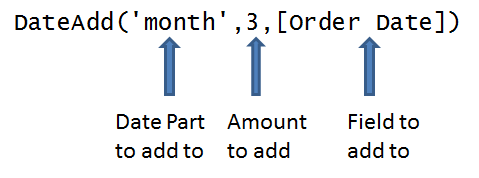 DateAdd('month',3,[Order Date])
Date Part Amount Field to
to add to to add add to